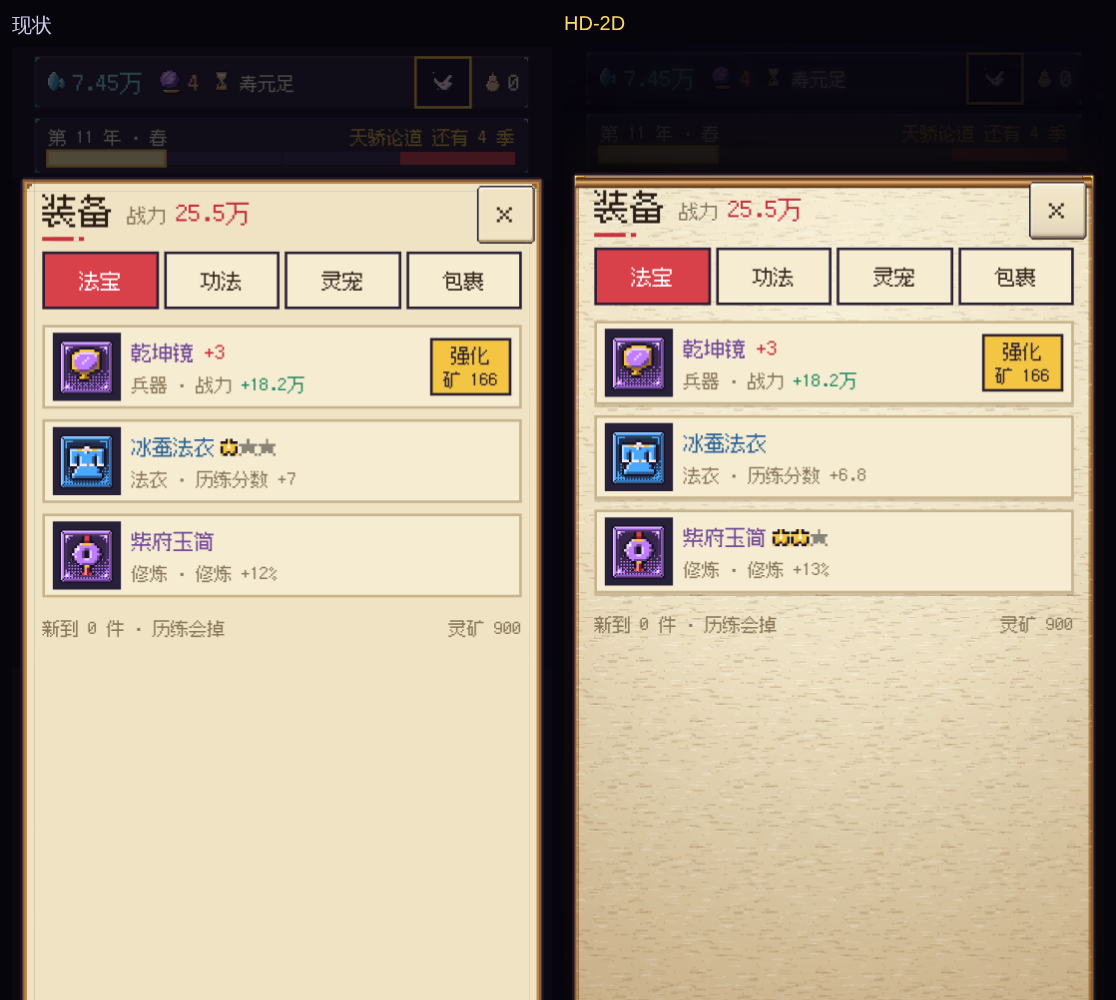 现状
7.45万 4 寿元足 0
第 11 年 · 春 天骄论道 还有 4 季
装备 战力 25.5万 ×
法宝 功法 灵宠 包裹
乾坤镜 +3
兵器 · 战力 +18.2万
强化
矿 166
冰蚕法衣
法衣 · 历练分数 +7
紫府玉简
修炼 · 修炼 +12%
新到 0 件 · 历练会掉 灵矿 900
HD-2D
7.45万 4 寿元足 0
第 11 年 · 春 天骄论道 还有 4 季
装备 战力 25.5万 ×
法宝 功法 灵宠 包裹
乾坤镜 +3
兵器 · 战力 +18.2万
强化
矿 166
冰蚕法衣
法衣 · 历练分数 +6.8
紫府玉简
修炼 · 修炼 +13%
新到 0 件 · 历练会掉 灵矿 900